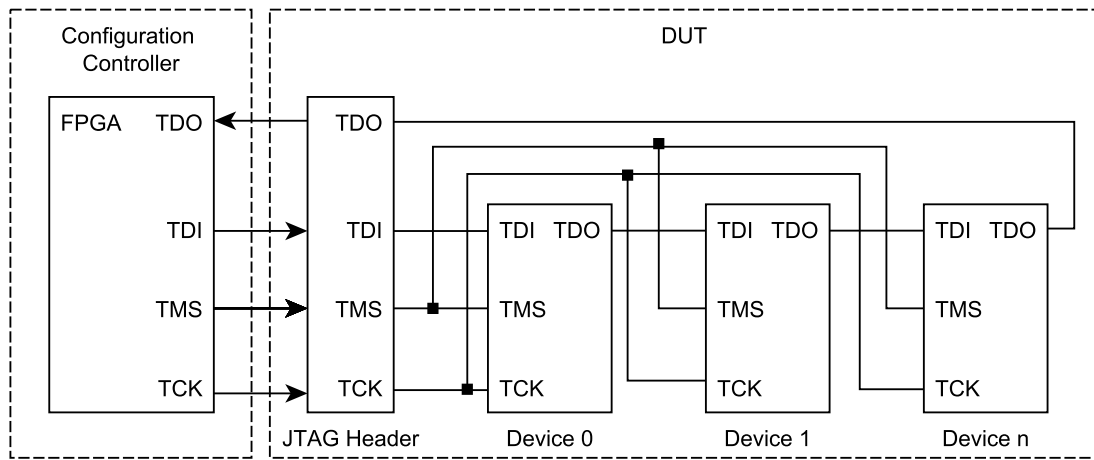 Configuration
Controller
DUT
FPGA TDO
TDI
TMS
TCK
TDO
TDI
TMS
TCK
JTAG Header
TDI TDO
TMS
TCK
Device 0
TDI TDO
TMS
TCK
Device 1
TDI TDO
TMS
TCK
Device n